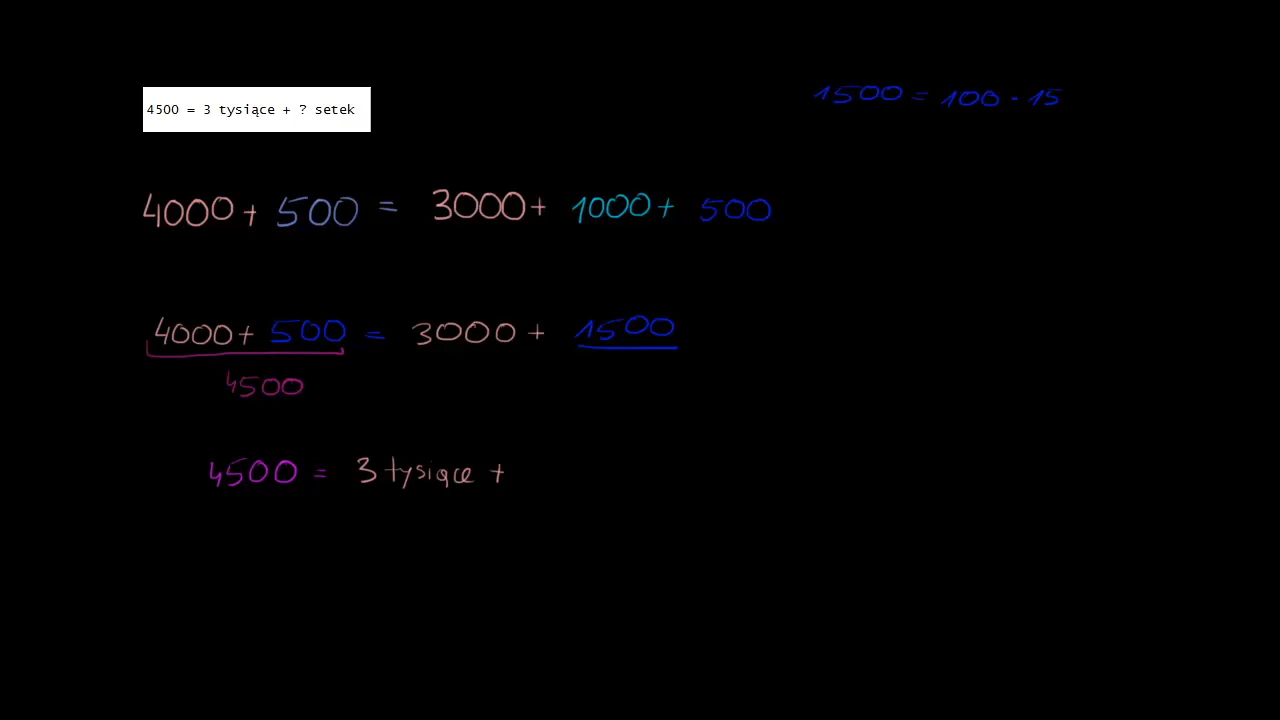 4500 = 3 tysiące + ? setek
1500 = 100 · 15
4000 + 500 = 3000 + 1000 + 500
4000 + 500 = 3000 + 1500
4500
4500 = 3 tysiące +